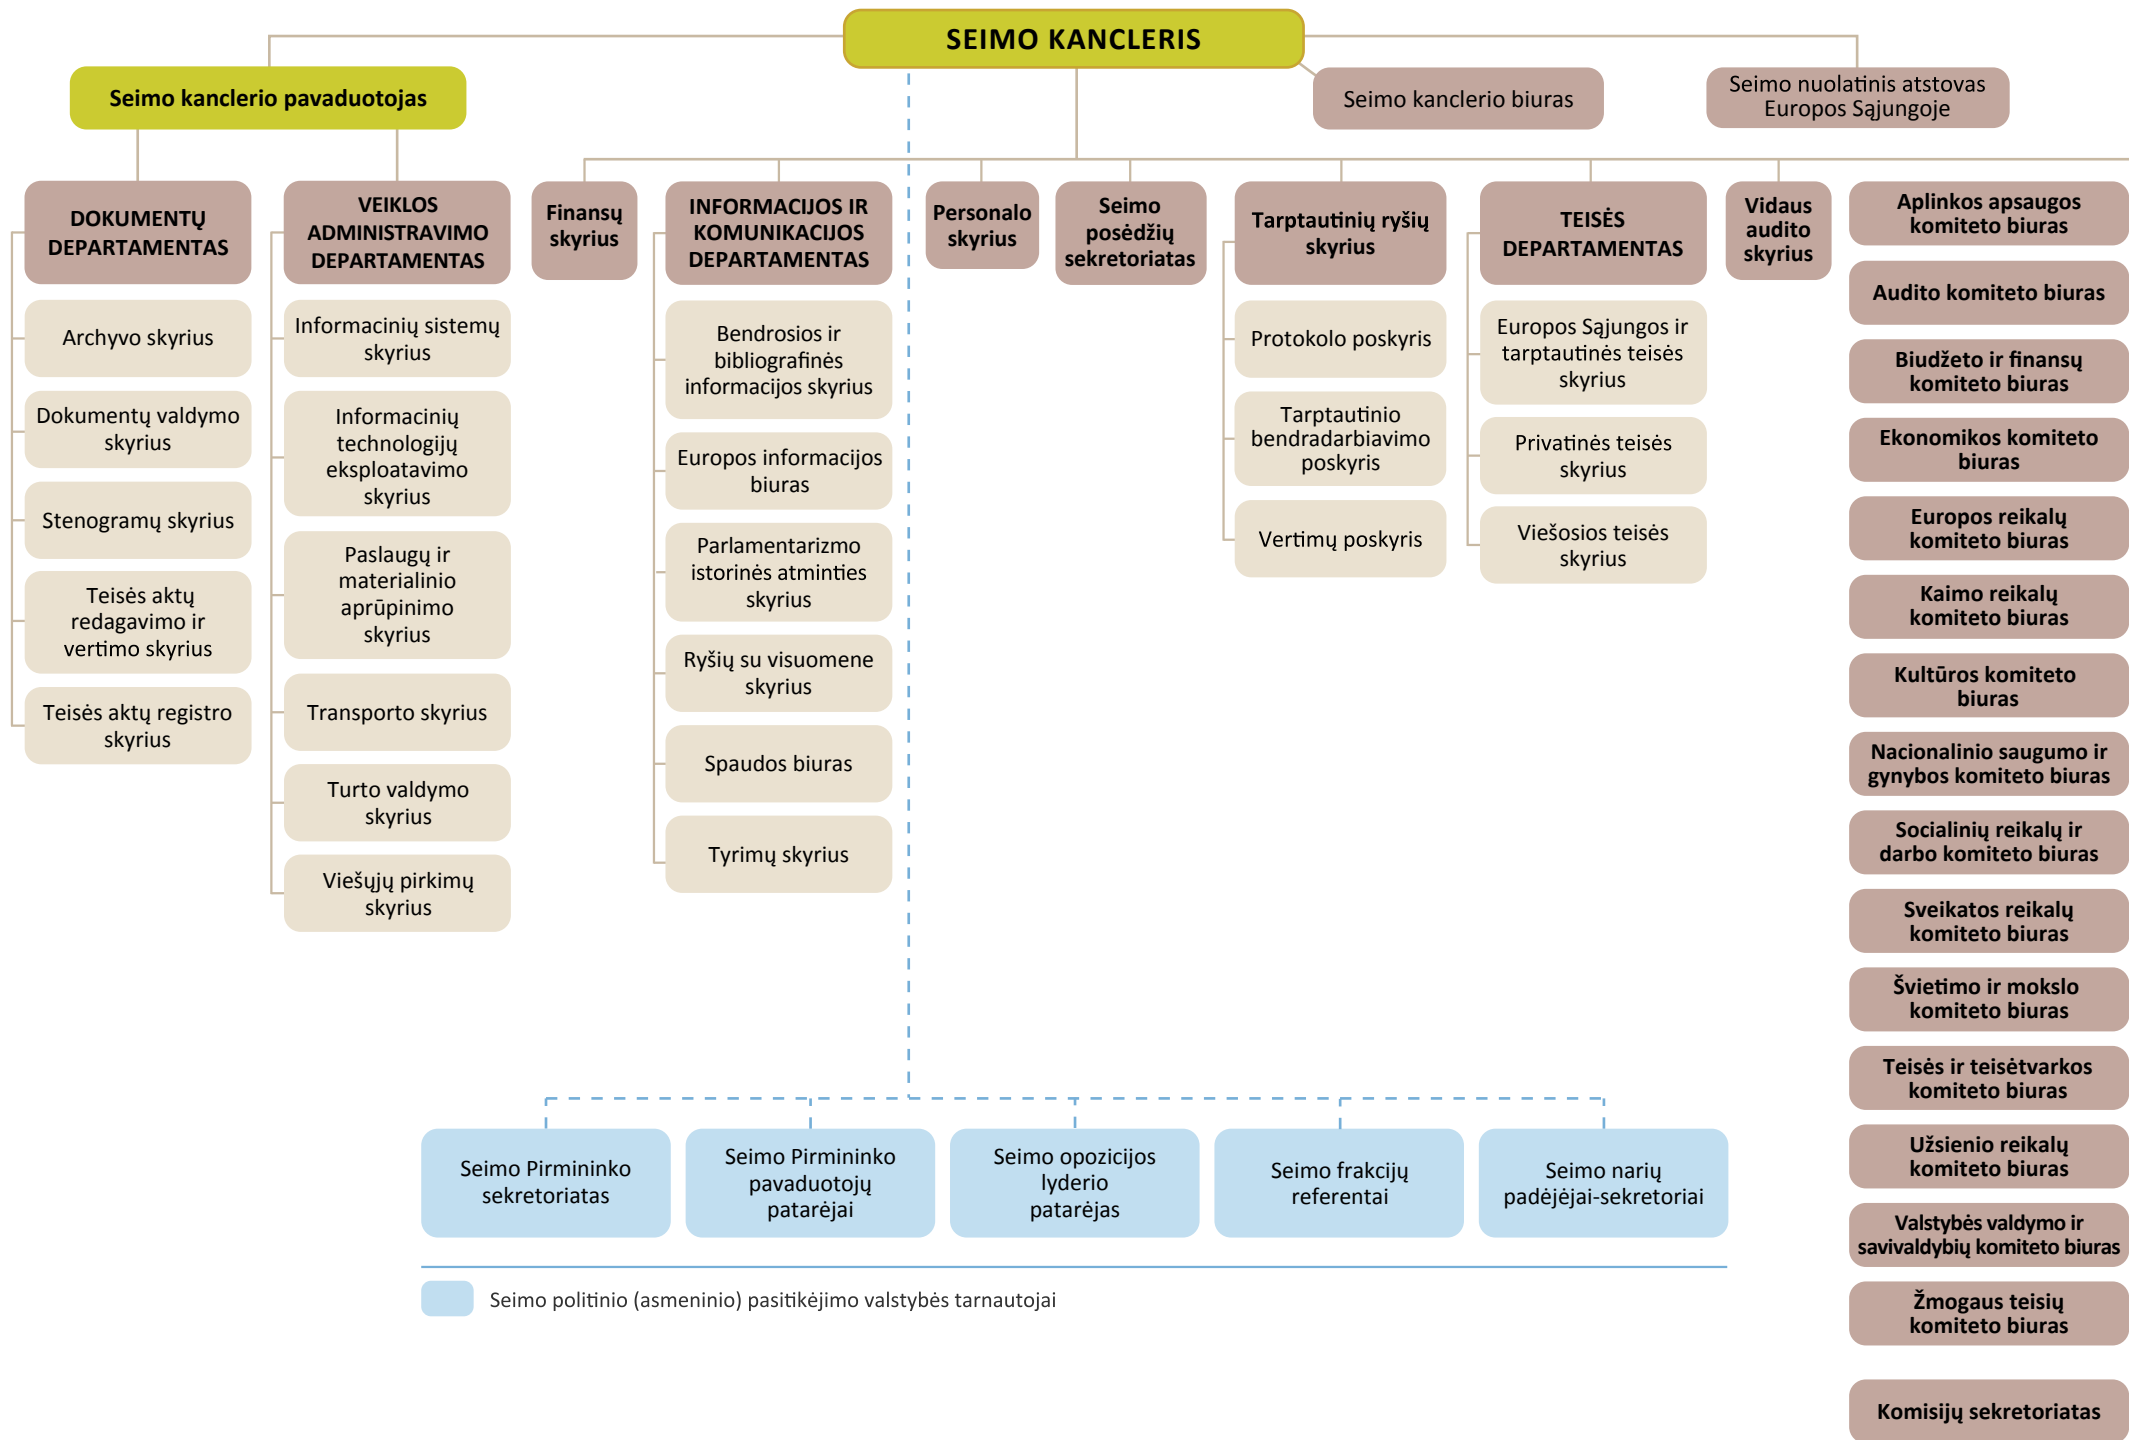 SEIMO KANCLERIS
Seimo kanclerio pavaduotojas
Seimo kanclerio biuras
Seimo nuolatinis atstovas
Europos Sąjungoje
DOKUMENTŲ
DEPARTAMENTAS
Archyvo skyrius
Dokumentų valdymo
skyrius
Stenogramų skyrius
Teisės aktų
redagavimo ir
vertimo skyrius
Teisės aktų registro
skyrius
VEIKLOS
ADMINISTRAVIMO
DEPARTAMENTAS
Informacinių sistemų
skyrius
Informacinių
technologijų
eksploatavimo
skyrius
Paslaugų ir
materialinio
aprūpinimo
skyrius
Transporto skyrius
Turto valdymo
skyrius
Viešųjų pirkimų
skyrius
Finansų
skyrius
INFORMACIJOS IR
KOMUNIKACIJOS
DEPARTAMENTAS
Bendrosios ir
bibliografinės
informacijos skyrius
Europos informacijos
biuras
Parlamentarizmo
istorinės atminties
skyrius
Ryšių su visuomene
skyrius
Spaudos biuras
Tyrimų skyrius
Personalo
skyrius
Seimo
posėdžių
sekretoriatas
Tarptautinių ryšių
skyrius
Protokolo poskyris
Tarptautinio
bendradarbiavimo
poskyris
Vertimų poskyris
TEISĖS
DEPARTAMENTAS
Europos Sąjungos ir
tarptautinės teisės
skyrius
Privatinės teisės
skyrius
Viešosios teisės
skyrius
Vidaus
audito
skyrius
Aplinkos apsaugos
komiteto biuras
Audito komiteto biuras
Biudžeto ir finansų
komiteto biuras
Ekonomikos komiteto
biuras
Europos reikalų
komiteto biuras
Kaimo reikalų
komiteto biuras
Kultūros komiteto
biuras
Nacionalinio saugumo ir
gynybos komiteto biuras
Socialinių reikalų ir
darbo komiteto biuras
Sveikatos reikalų
komiteto biuras
Švietimo ir mokslo
komiteto biuras
Teisės ir teisėtvarkos
komiteto biuras
Užsienio reikalų
komiteto biuras
Valstybės valdymo ir
savivaldybių komiteto biuras
Žmogaus teisių
komiteto biuras
Komisijų sekretoriatas
Seimo Pirmininko
sekretoriatas
Seimo Pirmininko
pavaduotojų
patarėjai
Seimo opozicijos
lyderio
patarėjas
Seimo frakcijų
referentai
Seimo narių
padėjėjai-sekretoriai
Seimo politinio (asmeninio) pasitikėjimo valstybės tarnautojai